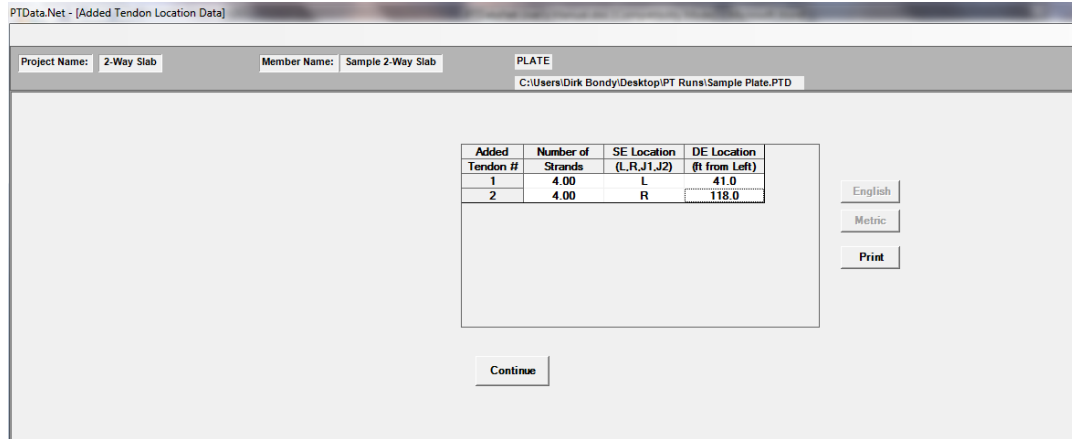 PTData.Net - [Added Tendon Location Data]
Project Name: 2-Way Slab Member Name: Sample 2-Way Slab PLATE
C:\Users\Dirk Bondy\Desktop\PT Runs\Sample Plate.PTD
Added Number of SE Location DE Location
Tendon # Strands (L,R,J1,J2) (ft from Left)
1 4.00 L 41.0
2 4.00 R 118.0
English
Metric
Print
Continue